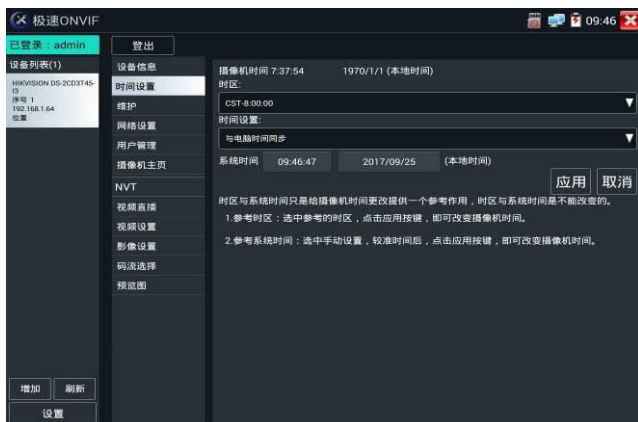 极速ONVIF
09:46
已登录：admin
登出
设备列表(1)
HIKVISION DS-2CD3T45-
I3
序号 1
192.168.1.64
位置
设备信息
时间设置
维护
网络设置
用户管理
摄像机主页
NVT
视频直播
视频设置
影像设置
码流选择
预览图
摄像机时间 7:37:54 1970/1/1 (本地时间)
时区:
CST-8:00:00
时间设置:
与电脑时间同步
系统时间 09:46:47 2017/09/25 (本地时间)
应用 取消
时区与系统时间只是给摄像机时间更改提供一个参考作用，时区与系统时间是不能改变的。
1.参考时区：选中参考的时区，点击应用按键，即可改变摄像机时间。
2.参考系统时间：选中手动设置，较准时间后，点击应用按键，即可改变摄像机时间。
增加 刷新
设置